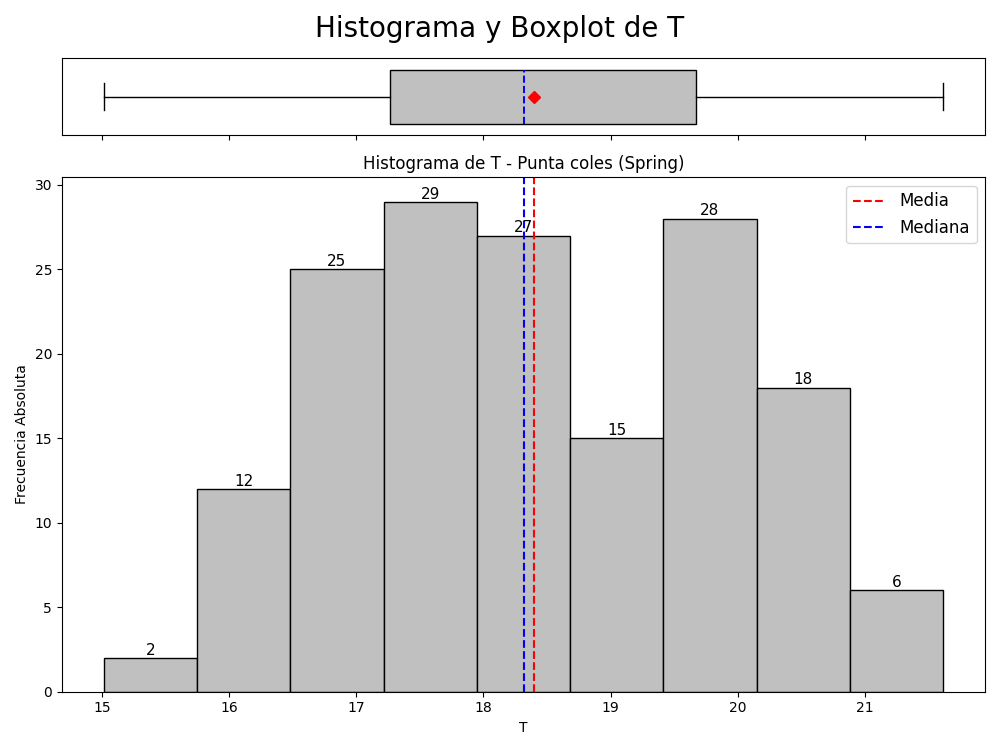 Histograma y Boxplot de T
Histograma de T - Punta coles (Spring)
30
25
20
15
10
5
0
Frecuencia Absoluta
2
12
25
29
27
15
28
18
6
Media
Mediana
15 16 17 18 19 20 21
T